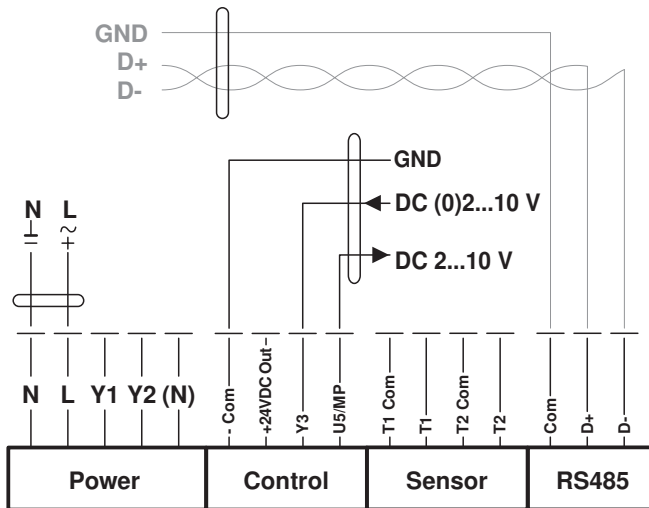 GND
D+
D-
GND
DC (0)2...10 V
DC 2...10 V
N L
⊥ ~
= +
N L Y1 Y2 (N)
- Com
+24VDC Out
Y3
U5/MP
T1 Com
T1
T2 Com
T2
Com
D+
D-
Power Control Sensor RS485